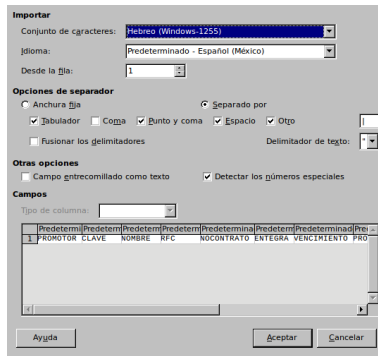 Importar
Conjunto de caracteres: Hebreo (Windows-1255)
Idioma: Predeterminado - Español (México)
Desde la fila: 1
Opciones de separador
Anchura fija Separado por
Tabulador Coma Punto y coma Espacio Otro |
Fusionar los delimitadores Delimitador de texto: "
Otras opciones
Campo entrecomillado como texto Detectar los números especiales
Campos
Tipo de columna:
Predetermi Predeterm Predeterm Predeterm Predetermina Predeterm Predeterminad Pre
1 PROMOTOR CLAVE NOMBRE RFC NOCONTRATO ENTEGRA VENCIMIENTO PRO
Ayuda Aceptar Cancelar